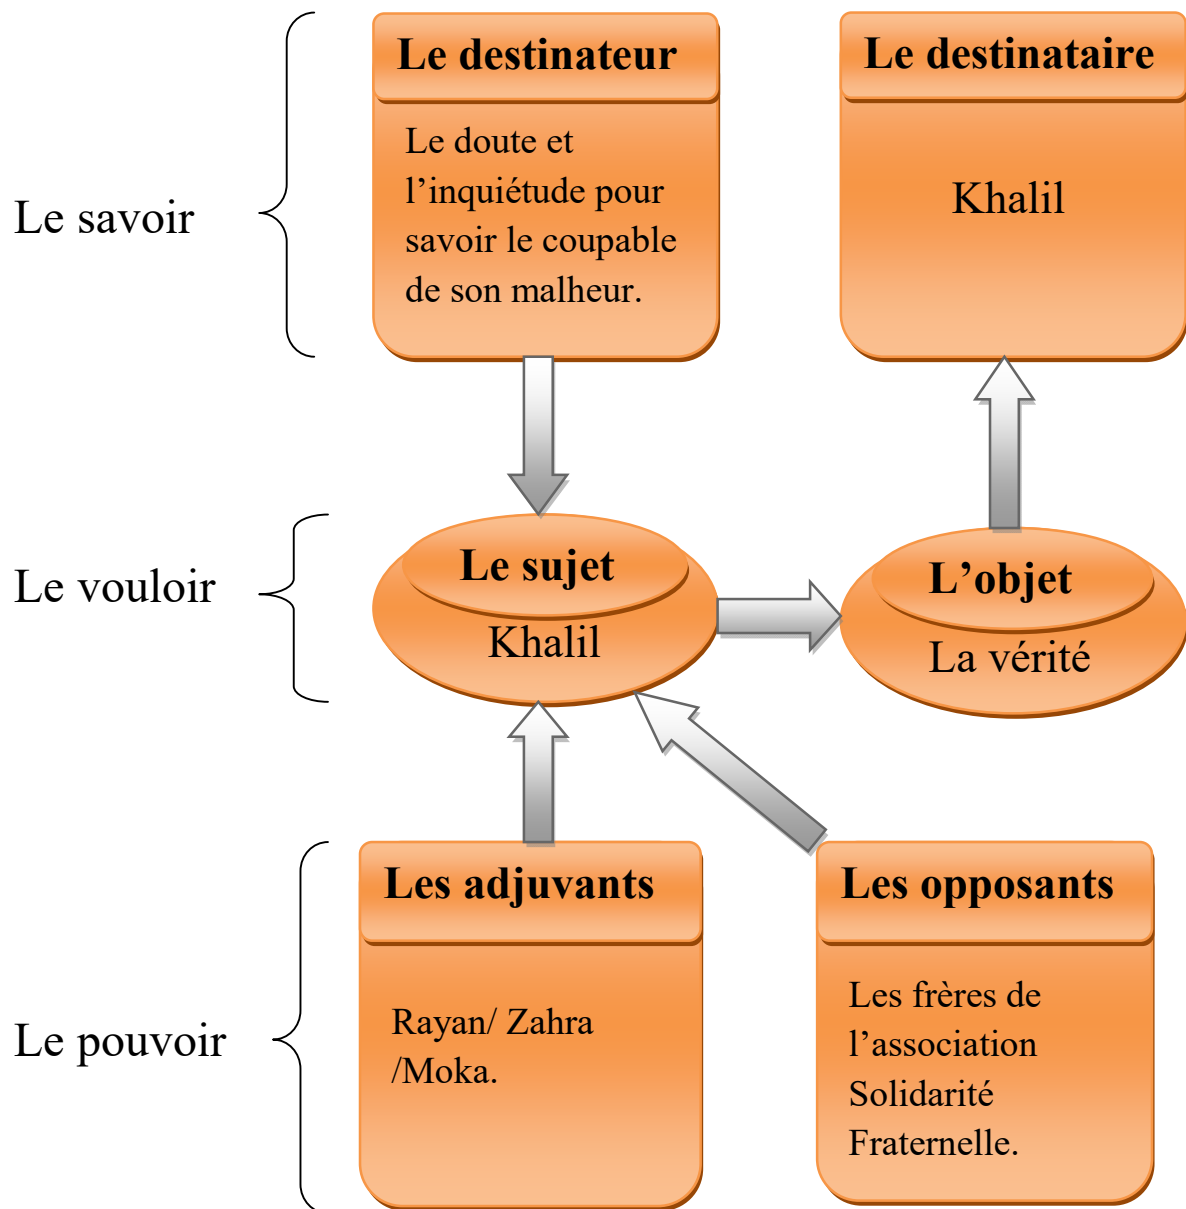 Le destinateur
Le destinataire
Le savoir
Le doute et
l’inquiétude pour
savoir le coupable
de son malheur.
Khalil
Le vouloir
Le sujet
Khalil
L’objet
La vérité
Les adjuvants
Les opposants
Le pouvoir
Rayan/ Zahra
/Moka.
Les frères de
l’association
Solidarité
Fraternelle.